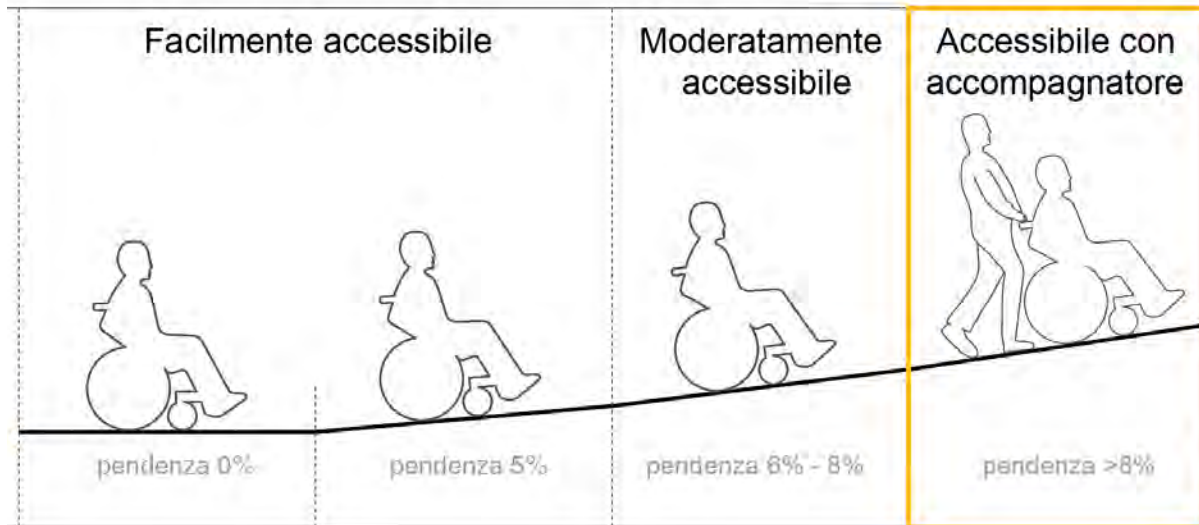 Facilmente accessibile
Moderatamente
accessibile
Accessibile con
accompagnatore
pendenza 0%
pendenza 5%
pendenza 6% - 8%
pendenza >8%